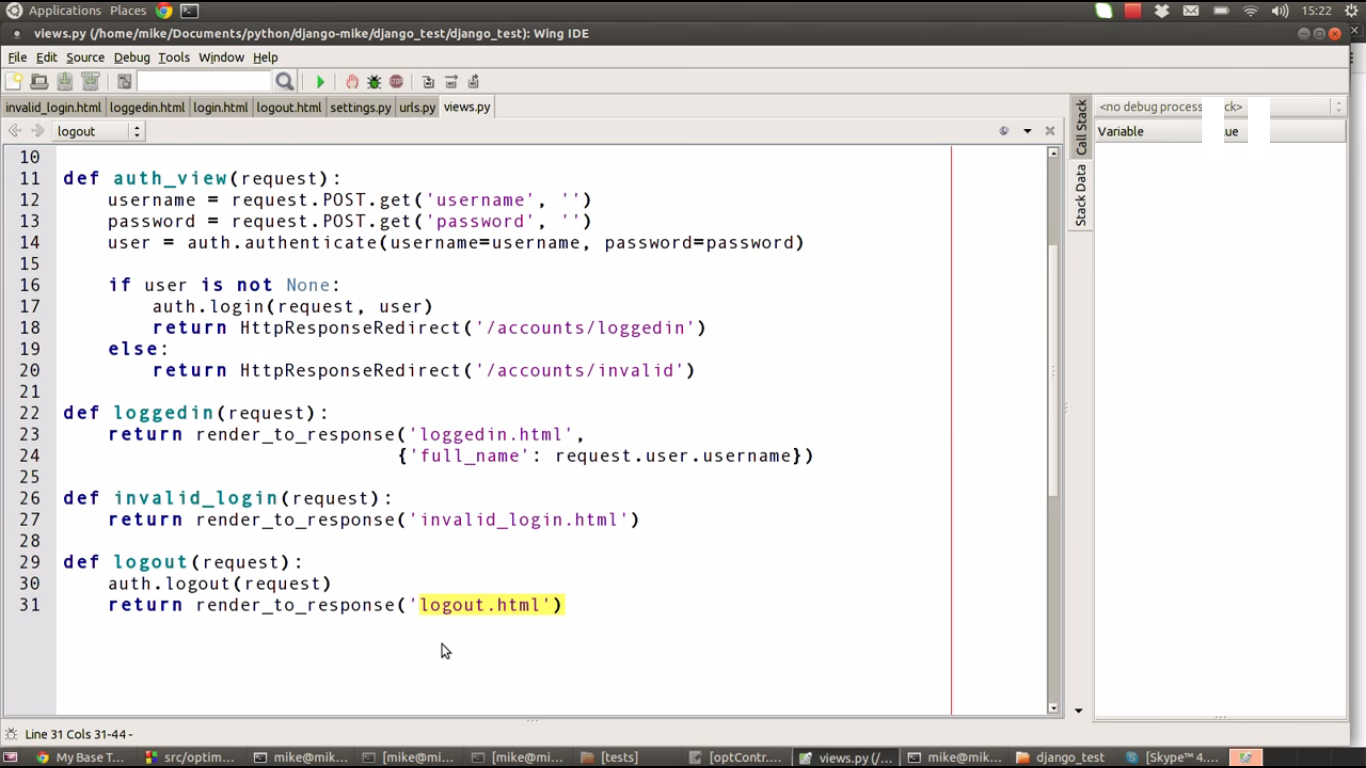 Applications Places 15:22
views.py (/home/mike/Documents/python/django-mike/django_test/django_test): Wing IDE
File Edit Source Debug Tools Window Help
invalid_login.html loggedin.html login.html logout.html settings.py urls.py views.py
<no debug process ck>
logout
Variable ue
Call Stack
Stack Data
10
11 def auth_view(request):
12 username = request.POST.get('username', '')
13 password = request.POST.get('password', '')
14 user = auth.authenticate(username=username, password=password)
15
16 if user is not None:
17 auth.login(request, user)
18 return HttpResponseRedirect('/accounts/loggedin')
19 else:
20 return HttpResponseRedirect('/accounts/invalid')
21
22 def loggedin(request):
23 return render_to_response('loggedin.html',
24 {'full_name': request.user.username})
25
26 def invalid_login(request):
27 return render_to_response('invalid_login.html')
28
29 def logout(request):
30 auth.logout(request)
31 return render_to_response('logout.html')
Line 31 Cols 31-44 -
My Base T... src/optim... mike@mik... [mike@mi... [mike@mi... [tests] [optContr... views.py (/... mike@mik... django_test [Skype™ 4....